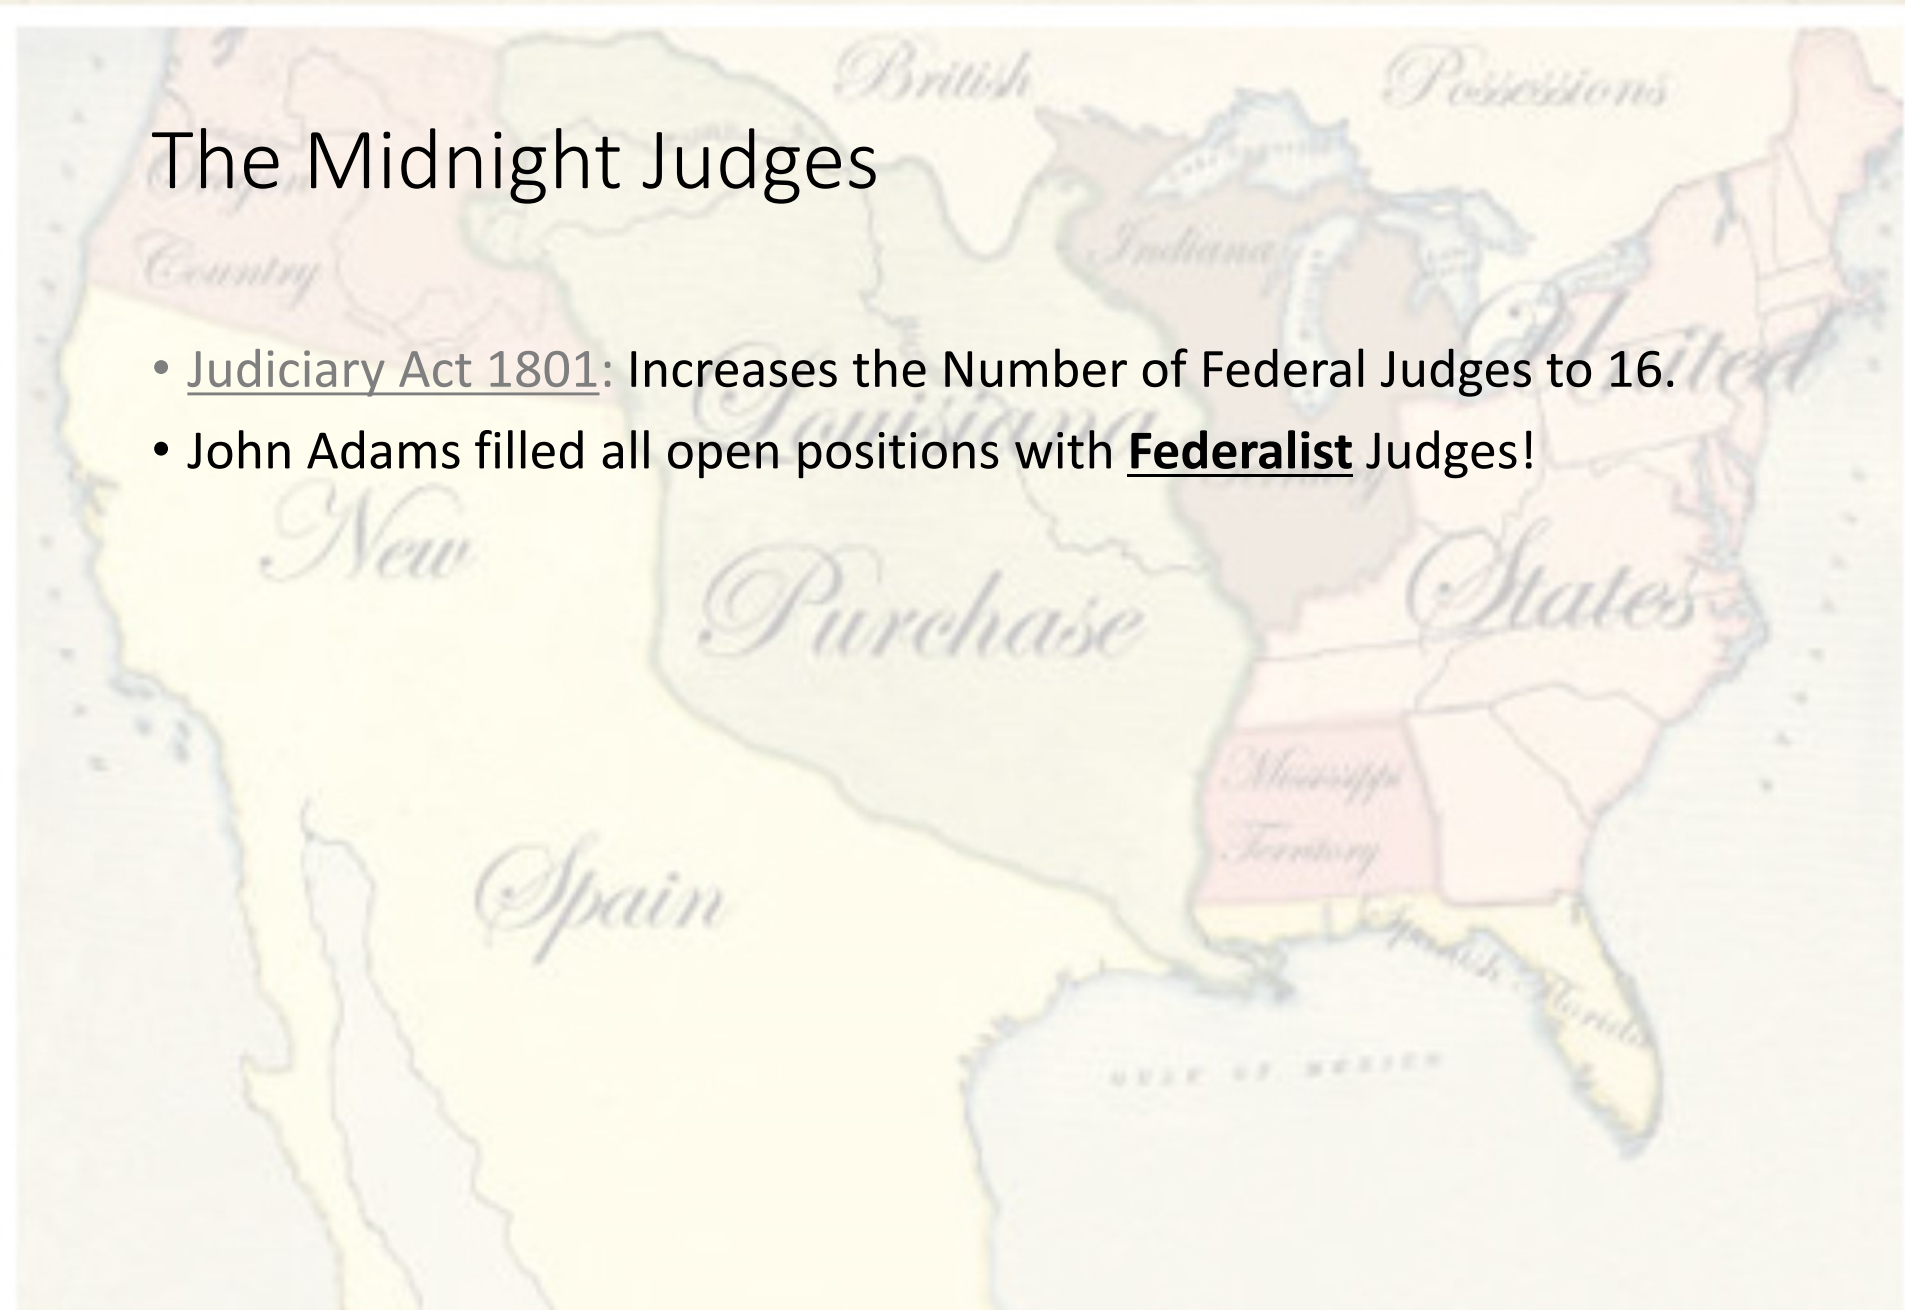 British Possessions
The Midnight Judges
Country
Indiana
• Judiciary Act 1801: Increases the Number of Federal Judges to 16.
United
Louisiana
• John Adams filled all open positions with Federalist Judges!
New
Purchase
States
Mississippi
Territory
Spain
Spanish Florida
GULF OF MEXICO